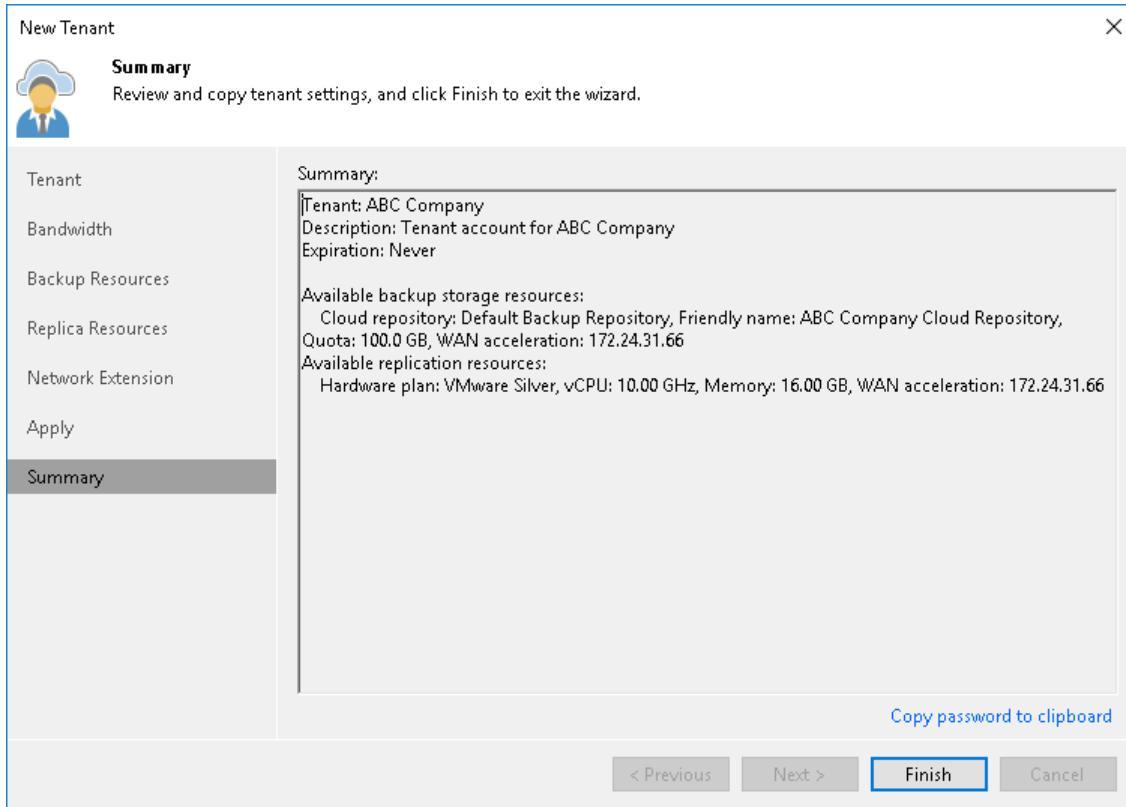 New Tenant
Summary
Review and copy tenant settings, and click Finish to exit the wizard.
Tenant
Bandwidth
Backup Resources
Replica Resources
Network Extension
Apply
Summary
Summary:
Tenant: ABC Company
Description: Tenant account for ABC Company
Expiration: Never
Available backup storage resources:
Cloud repository: Default Backup Repository, Friendly name: ABC Company Cloud Repository,
Quota: 100.0 GB, WAN acceleration: 172.24.31.66
Available replication resources:
Hardware plan: VMware Silver, vCPU: 10.00 GHz, Memory: 16.00 GB, WAN acceleration: 172.24.31.66
Copy password to clipboard
< Previous
Next >
Finish
Cancel